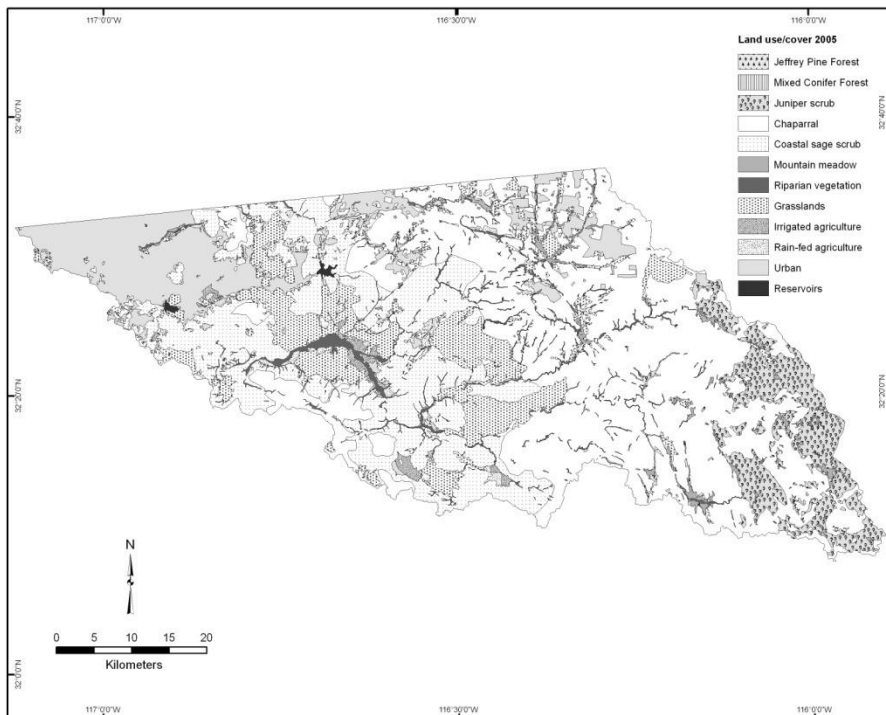 117°0'0"W 116°30'0"W 116°0'0"W
Land use/cover 2005
Jeffrey Pine Forest
Mixed Conifer Forest
Juniper scrub
Chaparral
Coastal sage scrub
Mountain meadow
Riparian vegetation
Grasslands
Irrigated agriculture
Rain-fed agriculture
Urban
Reservoirs
32°40'0"N 32°40'0"N
32°20'0"N 32°20'0"N
N
0 5 10 15 20
Kilometers
32°0'0"N 32°0'0"N
117°0'0"W 116°30'0"W 116°0'0"W